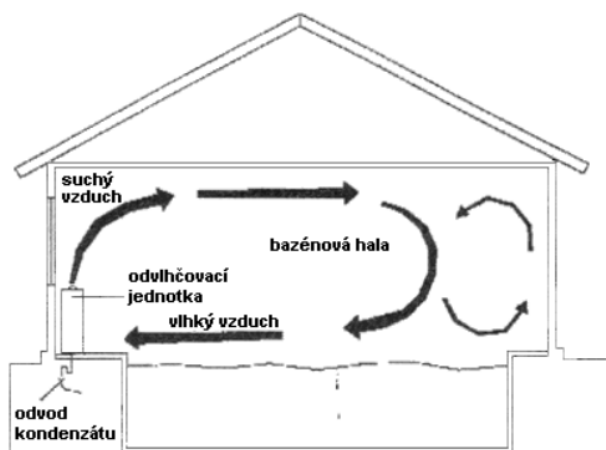 suchý
vzduch
bazénová hala
odvlhčovací
jednotka
vlhký vzduch
odvod
kondenzátu